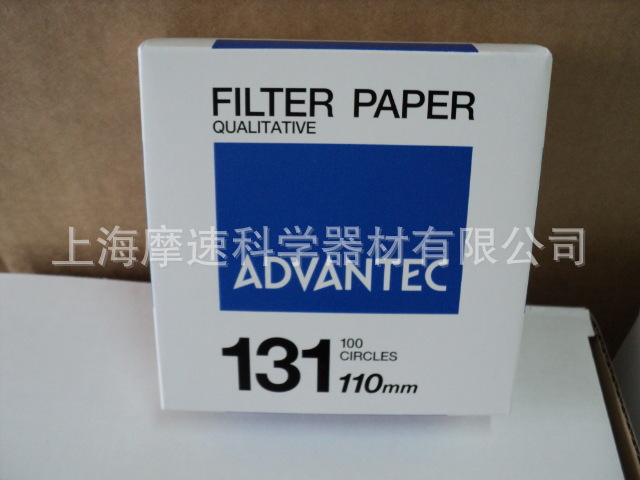 FILTER PAPER
QUALITATIVE
上海摩速科学器材有限公司
ADVANTEC
131
100
CIRCLES
110mm